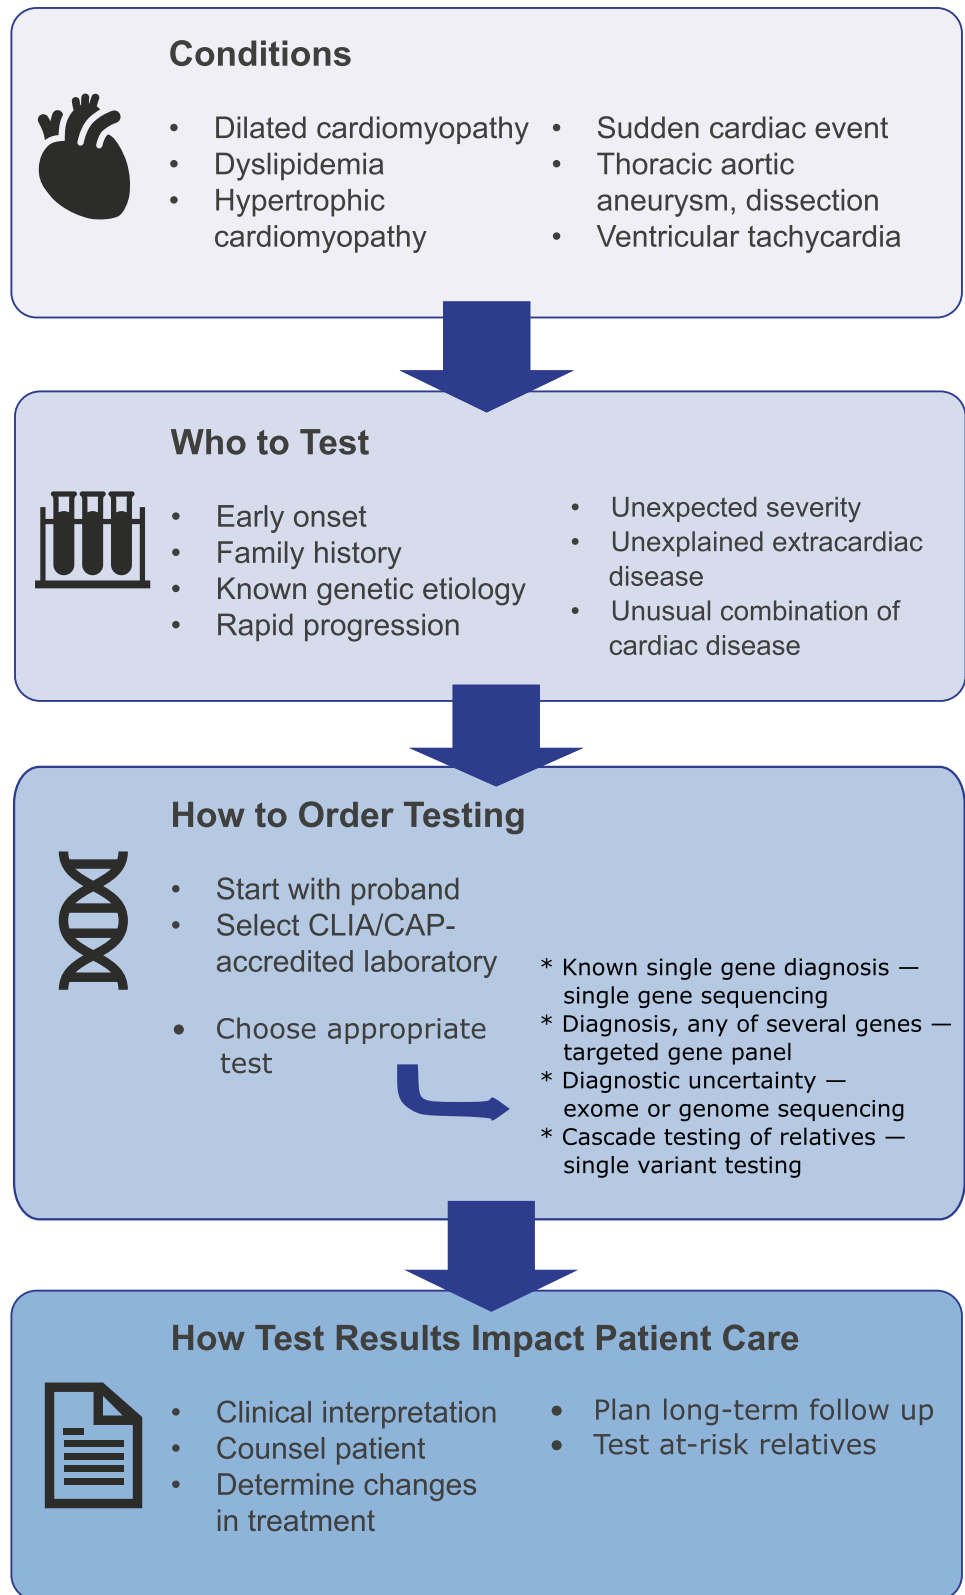 Conditions
• Dilated cardiomyopathy
• Dyslipidemia
• Hypertrophic
cardiomyopathy
• Sudden cardiac event
• Thoracic aortic
aneurysm, dissection
• Ventricular tachycardia
Who to Test
• Early onset
• Family history
• Known genetic etiology
• Rapid progression
• Unexpected severity
• Unexplained extracardiac
disease
• Unusual combination of
cardiac disease
How to Order Testing
• Start with proband
• Select CLIA/CAP-
accredited laboratory
• Choose appropriate
test
* Known single gene diagnosis —
single gene sequencing
* Diagnosis, any of several genes —
targeted gene panel
* Diagnostic uncertainty —
exome or genome sequencing
* Cascade testing of relatives —
single variant testing
How Test Results Impact Patient Care
• Clinical interpretation
• Counsel patient
• Determine changes
in treatment
• Plan long-term follow up
• Test at-risk relatives